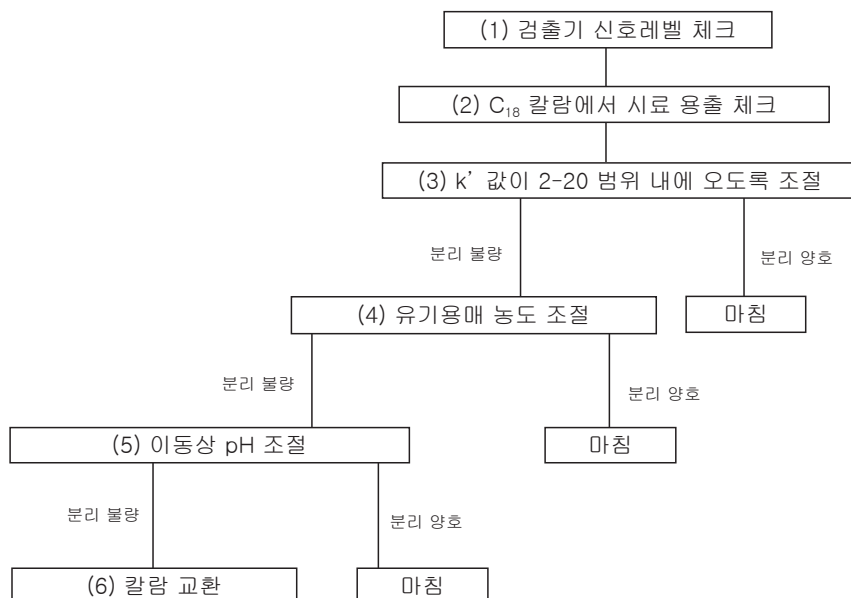 (1) 검출기 신호레벨 체크
(2) C₁₈ 칼람에서 시료 용출 체크
(3) k’ 값이 2-20 범위 내에 오도록 조절
분리 불량
분리 양호
(4) 유기용매 농도 조절
마침
분리 불량
분리 양호
(5) 이동상 pH 조절
마침
분리 불량
분리 양호
(6) 칼람 교환
마침